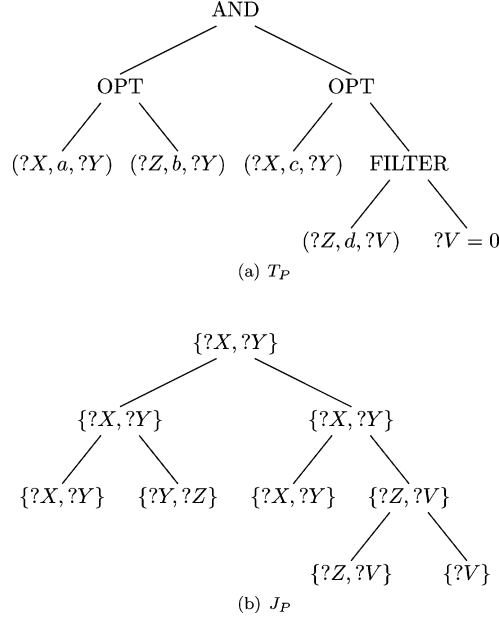 AND
OPT OPT
(?X, a, ?Y) (?Z, b, ?Y) (?X, c, ?Y) FILTER
(?Z, d, ?V) ?V = 0
(a) T_P
{?X, ?Y}
{?X, ?Y} {?X, ?Y}
{?X, ?Y} {?Y, ?Z} {?X, ?Y} {?Z, ?V}
{?Z, ?V} {?V}
(b) J_P